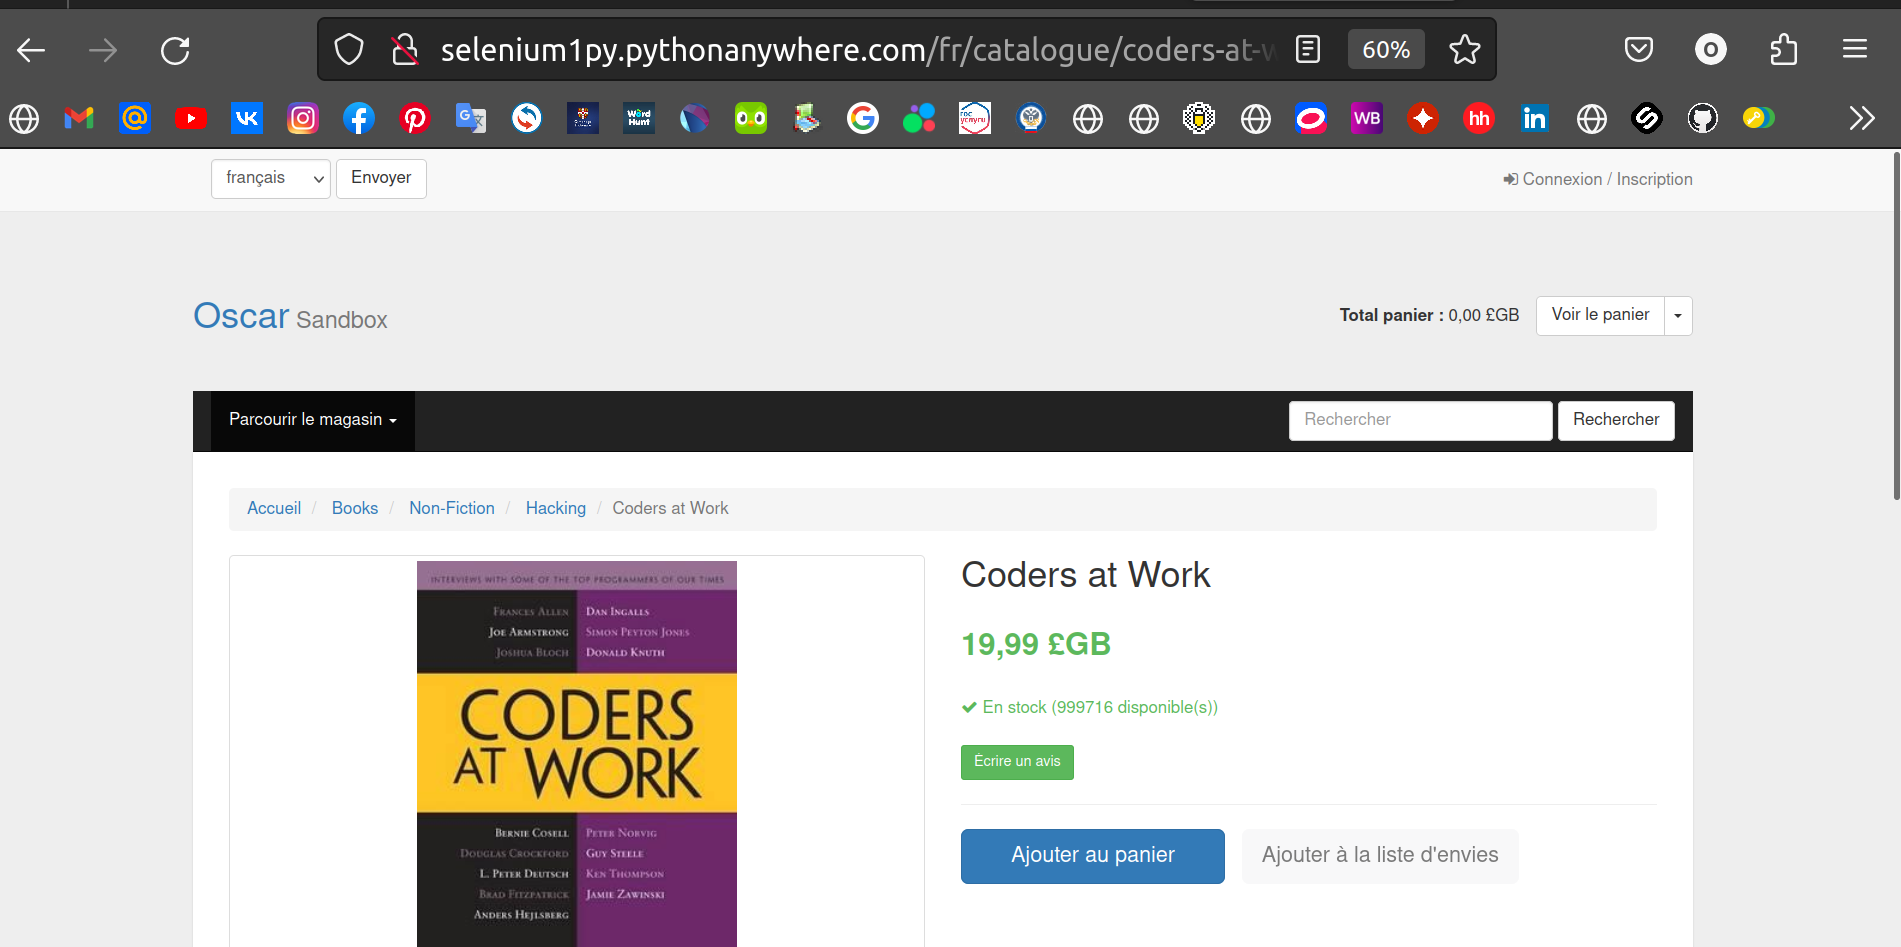 selenium1py.pythonanywhere.com/fr/catalogue/coders-at-w
60%
O
Word Hunt
WB
hh
in
français
Envoyer
Connexion / Inscription
Oscar Sandbox
Total panier : 0,00 £GB
Voir le panier
Parcourir le magasin
Rechercher
Rechercher
Accueil / Books / Non-Fiction / Hacking / Coders at Work
INTERVIEWS WITH SOME OF THE TOP PROGRAMMERS OF OUR TIMES
FRANCES ALLEN
JOE ARMSTRONG
JOSHUA BLOCH
DAN INGALLS
SIMON PEYTON JONES
DONALD KNUTH
CODERS
AT WORK
BERNIE COSELL
DOUGLAS CROCKFORD
L. PETER DEUTSCH
BRAD FITZPATRICK
ANDERS HEJLSBERG
PETER NORVIG
GUY STEELE
KEN THOMPSON
JAMIE ZAWINSKI
Coders at Work
19,99 £GB
En stock (999716 disponible(s))
Écrire un avis
Ajouter au panier
Ajouter à la liste d'envies